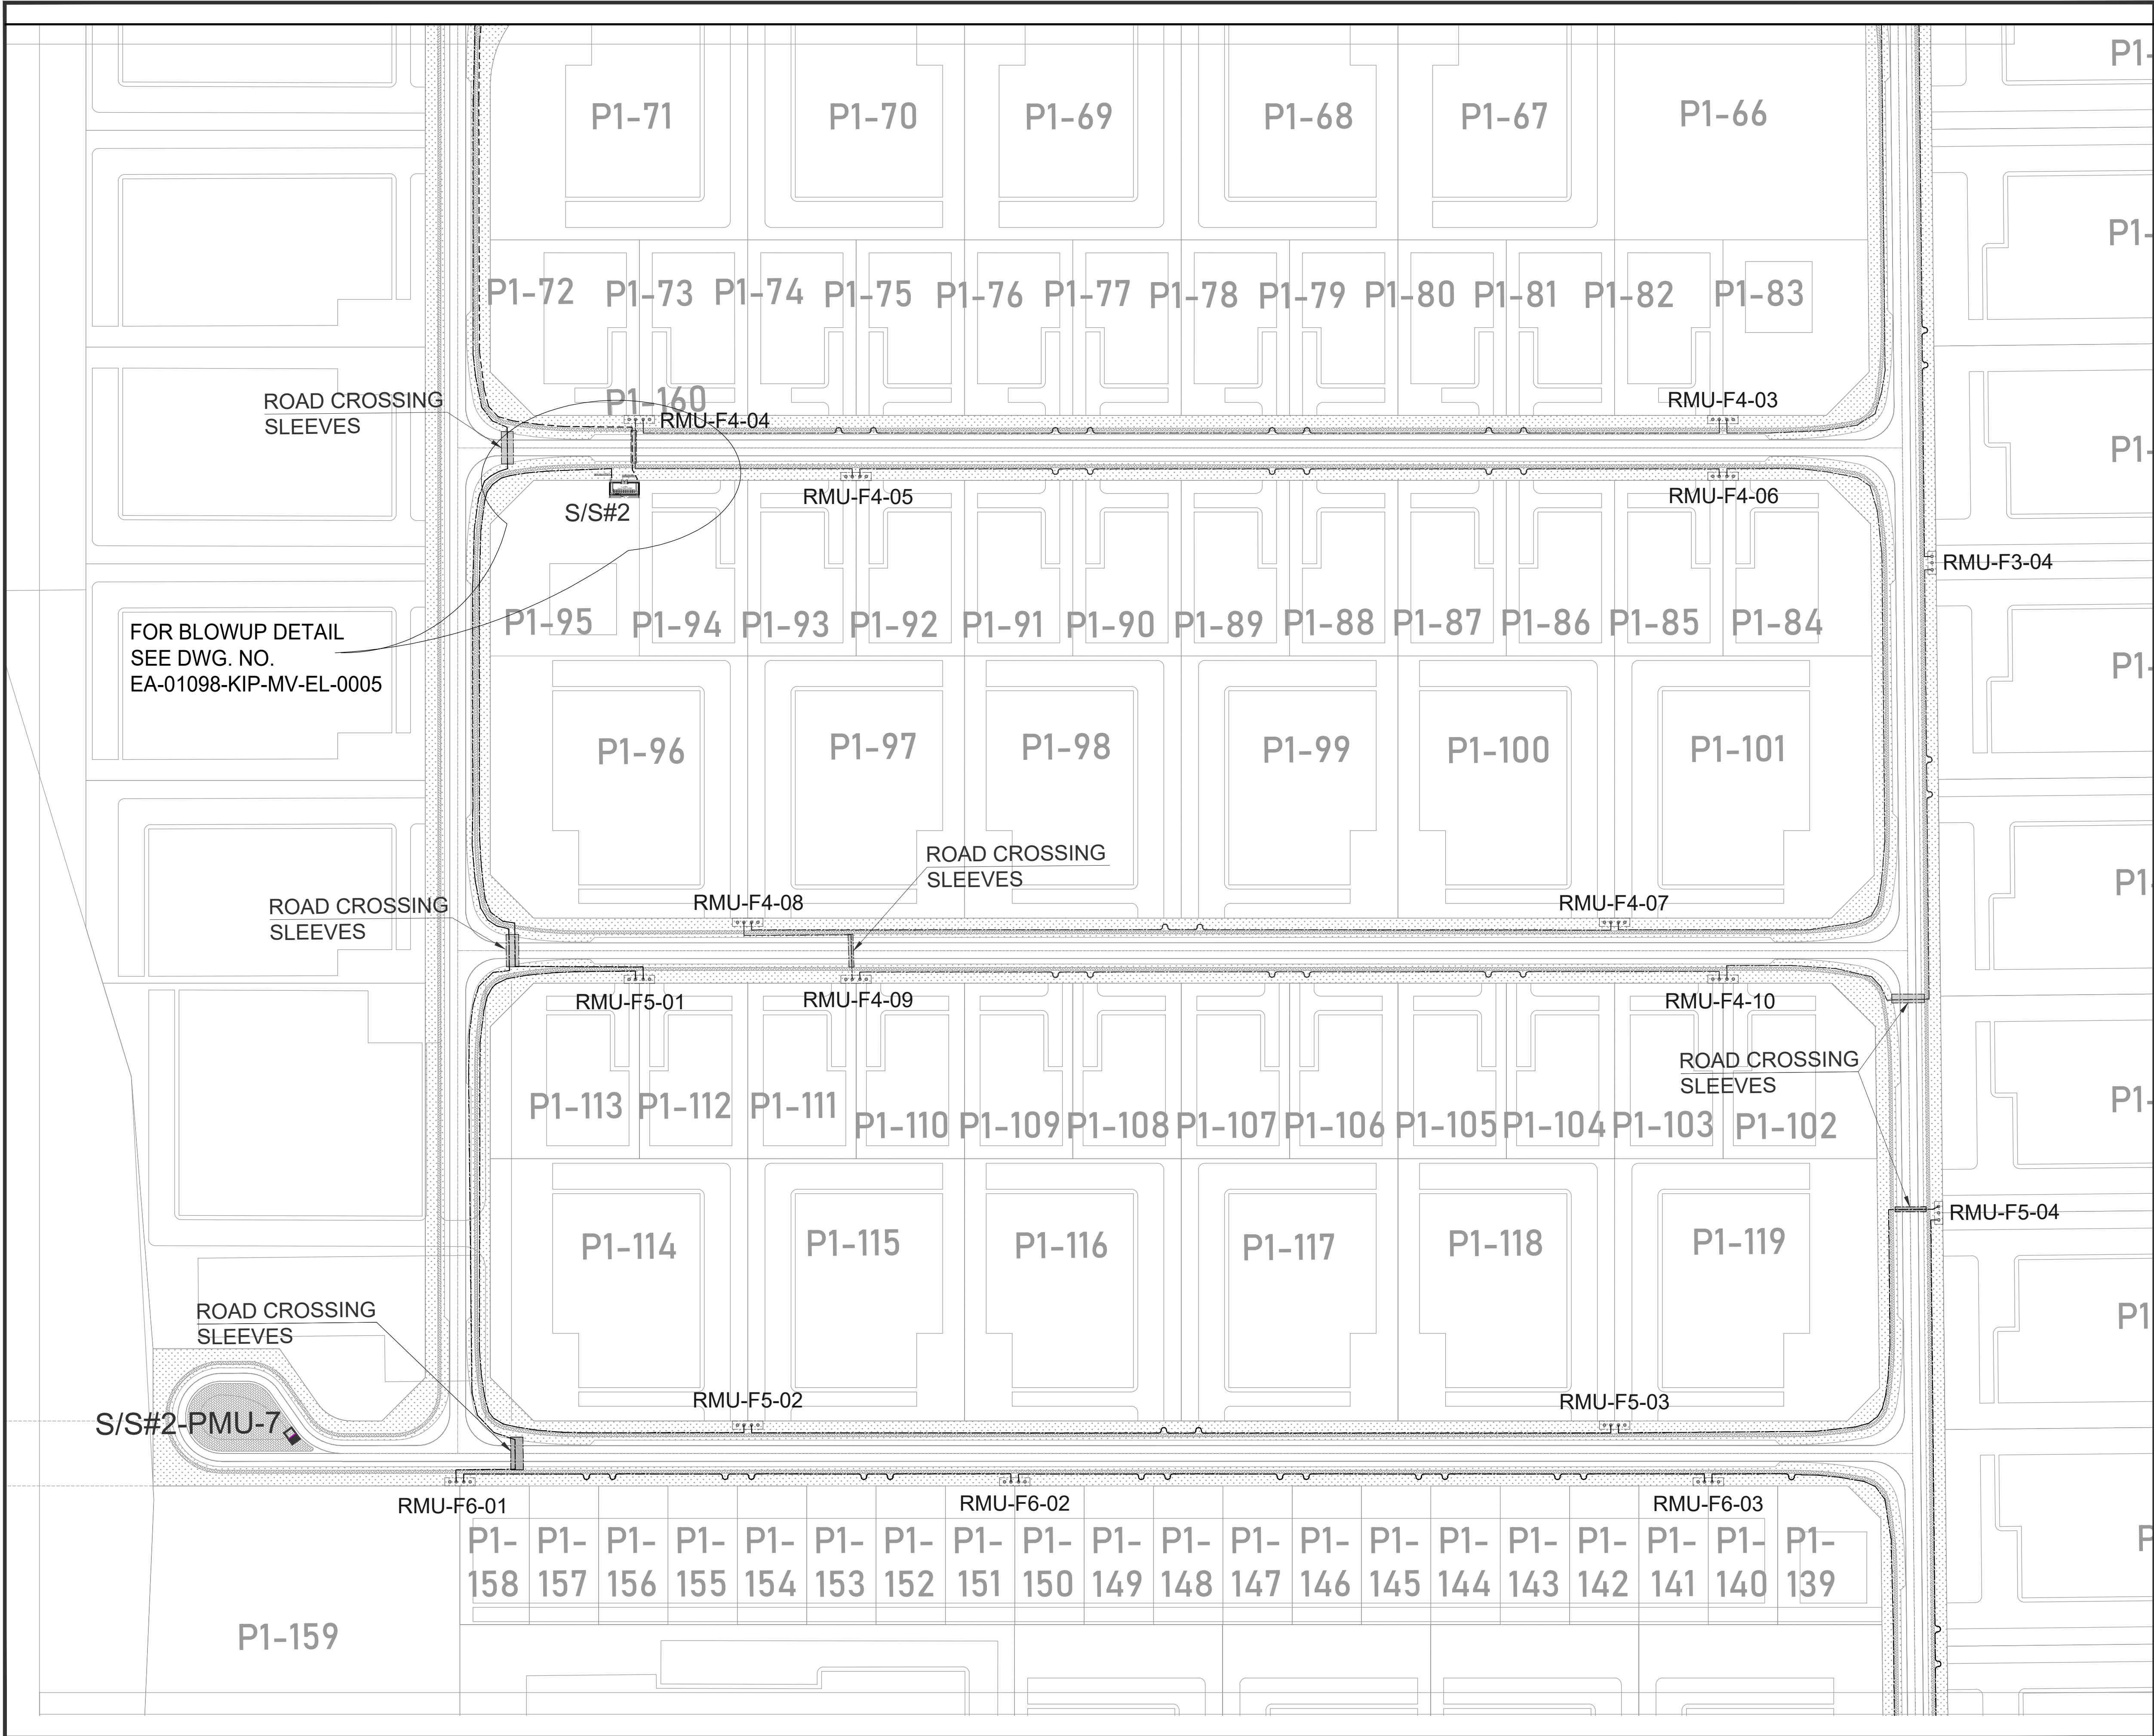 P1-
P1-71
P1-70
P1-69
P1-68
P1-67
P1-66
P1-
P1-72
P1-73
P1-74
P1-75
P1-76
P1-77
P1-78
P1-79
P1-80
P1-81
P1-82
P1-83
ROAD CROSSING
SLEEVES
P1-160
RMU-F4-04
RMU-F4-03
P1-
S/S#2
RMU-F4-05
RMU-F4-06
RMU-F3-04
FOR BLOWUP DETAIL
SEE DWG. NO.
EA-01098-KIP-MV-EL-0005
P1-95
P1-94
P1-93
P1-92
P1-91
P1-90
P1-89
P1-88
P1-87
P1-86
P1-85
P1-84
P1-
P1-96
P1-97
P1-98
P1-99
P1-100
P1-101
ROAD CROSSING
SLEEVES
P1-
ROAD CROSSING
SLEEVES
RMU-F4-08
RMU-F4-07
RMU-F5-01
RMU-F4-09
RMU-F4-10
ROAD CROSSING
SLEEVES
P1-113
P1-112
P1-111
P1-110
P1-109
P1-108
P1-107
P1-106
P1-105
P1-104
P1-103
P1-102
P1-
RMU-F5-04
P1-114
P1-115
P1-116
P1-117
P1-118
P1-119
P1
ROAD CROSSING
SLEEVES
S/S#2-PMU-7
RMU-F5-02
RMU-F5-03
RMU-F6-01
RMU-F6-02
RMU-F6-03
P1-
158
P1-
157
P1-
156
P1-
155
P1-
154
P1-
153
P1-
152
P1-
151
P1-
150
P1-
149
P1-
148
P1-
147
P1-
146
P1-
145
P1-
144
P1-
143
P1-
142
P1-
141
P1-
140
P1-
139
P
P1-159